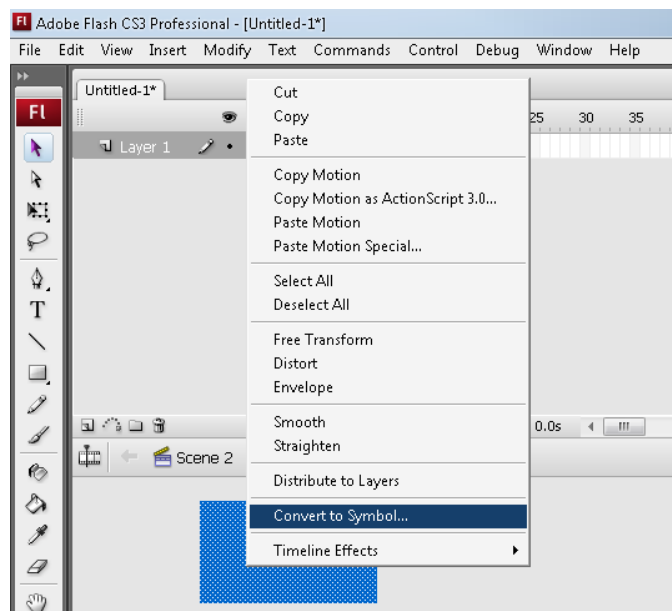 Fl Adobe Flash CS3 Professional - [Untitled-1*]
File Edit View Insert Modify Text Commands Control Debug Window Help
Untitled-1*
Fl
25 30 35
Layer 1
Cut
Copy
Paste
Copy Motion
Copy Motion as ActionScript 3.0...
Paste Motion
Paste Motion Special...
Select All
Deselect All
Free Transform
Distort
Envelope
Smooth
Straighten
Distribute to Layers
Convert to Symbol...
Timeline Effects
T
0.0s
Scene 2